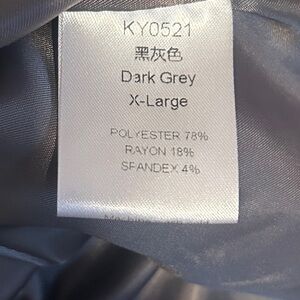 KY0521
黑灰色
Dark Grey
X-Large
POLYESTER 78%
RAYON 18%
SPANDEX 4%